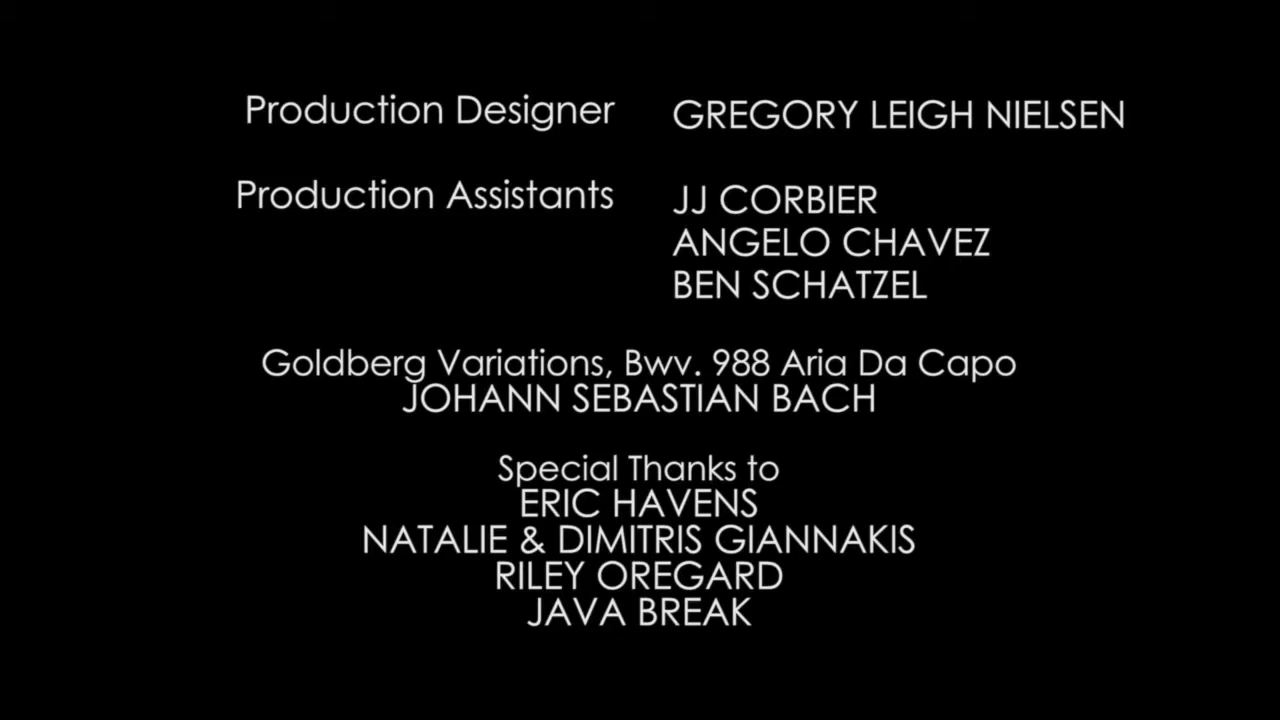 Production Designer GREGORY LEIGH NIELSEN
Production Assistants JJ CORBIER
ANGELO CHAVEZ
BEN SCHATZEL
Goldberg Variations, Bwv. 988 Aria Da Capo
JOHANN SEBASTIAN BACH
Special Thanks to
ERIC HAVENS
NATALIE & DIMITRIS GIANNAKIS
RILEY OREGARD
JAVA BREAK